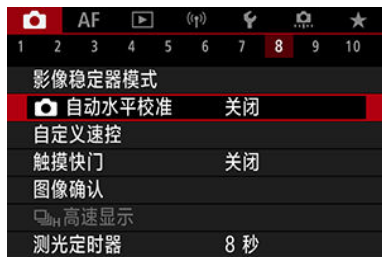 AF
1 2 3 4 5 6 7 8 9 10
影像稳定器模式
自动水平校准 关闭
自定义速控
触摸快门 关闭
图像确认
H高速显示
测光定时器 8 秒